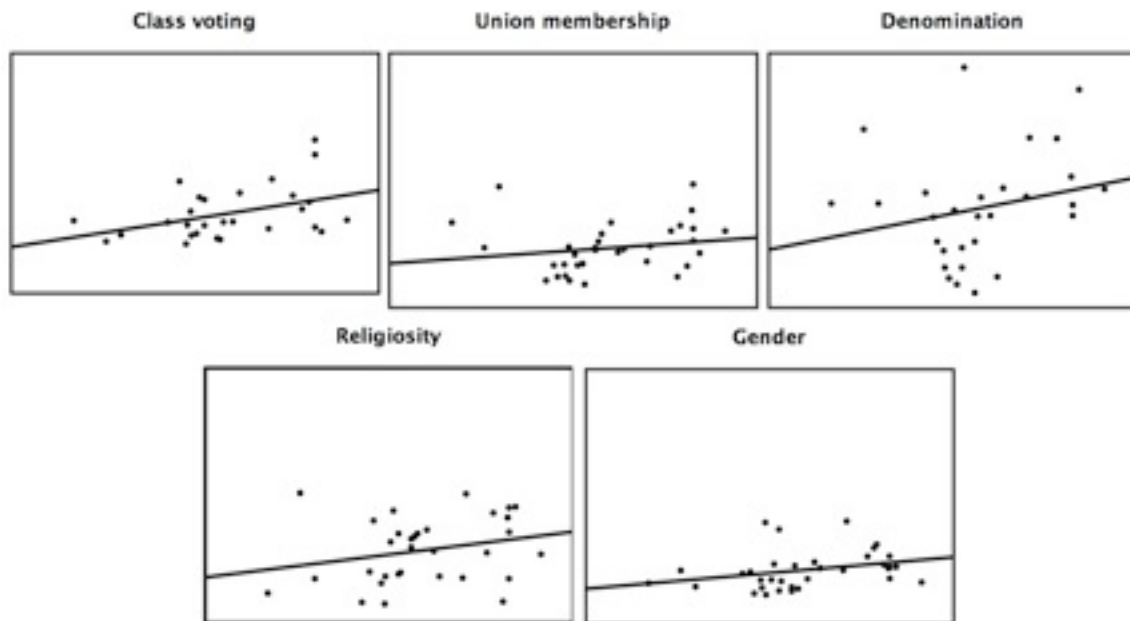 Class voting
Union membership
Denomination
Religiosity
Gender